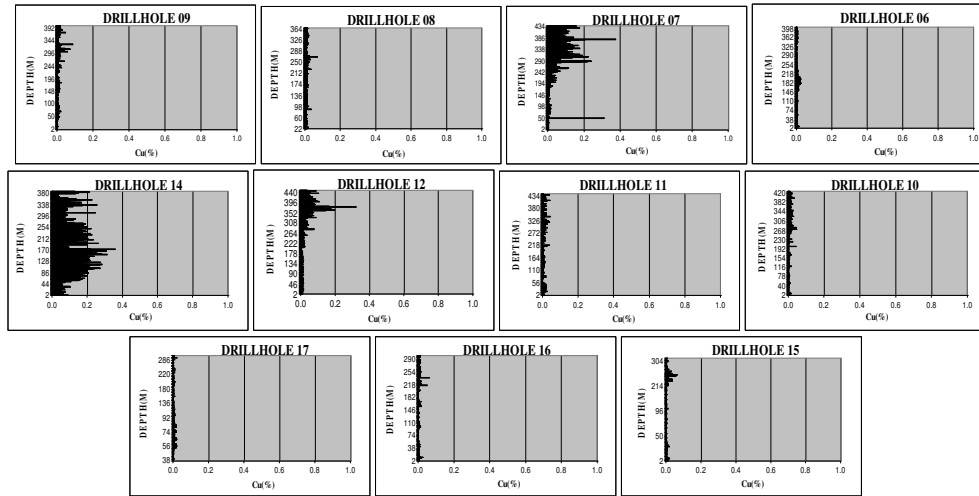 DRILLHOLE 09
DEPTH(M)
392
344
296
246
196
148
100
50
2
0.0 0.2 0.4 0.6 0.8 1.0
Cu(%)
DRILLHOLE 08
DEPTH(M)
364
308
250
212
174
136
98
60
22
0.0 0.2 0.4 0.6 0.8 1.0
Cu(%)
DRILLHOLE 07
DEPTH(M)
434
386
338
290
242
194
146
98
50
2
0.0 0.2 0.4 0.6 0.8 1.0
Cu(%)
DRILLHOLE 06
DEPTH(M)
398
290
254
218
182
146
110
74
38
2
0.0 0.2 0.4 0.6 0.8 1.0
Cu(%)
DRILLHOLE 14
DEPTH(M)
380
338
296
254
212
170
128
86
44
2
0.0 0.2 0.4 0.6 0.8 1.0
Cu(%)
DRILLHOLE 12
DEPTH(M)
440
396
352
308
264
222
178
134
90
46
2
0.0 0.2 0.4 0.6 0.8 1.0
Cu(%)
DRILLHOLE 11
DEPTH(M)
434
380
326
272
218
164
110
56
2
0.0 0.2 0.4 0.6 0.8 1.0
Cu(%)
DRILLHOLE 10
DEPTH(M)
420
382
344
306
268
230
192
154
116
78
40
2
0.0 0.2 0.4 0.6 0.8 1.0
Cu(%)
DRILLHOLE 17
DEPTH(M)
286
220
180
136
92
74
56
38
0.0 0.2 0.4 0.6 0.8 1.0
Cu(%)
DRILLHOLE 16
DEPTH(M)
290
254
218
182
146
110
74
38
2
0.0 0.2 0.4 0.6 0.8 1.0
Cu(%)
DRILLHOLE 15
DEPTH(M)
304
214
96
50
2
0.0 0.2 0.4 0.6 0.8 1.0
Cu(%)